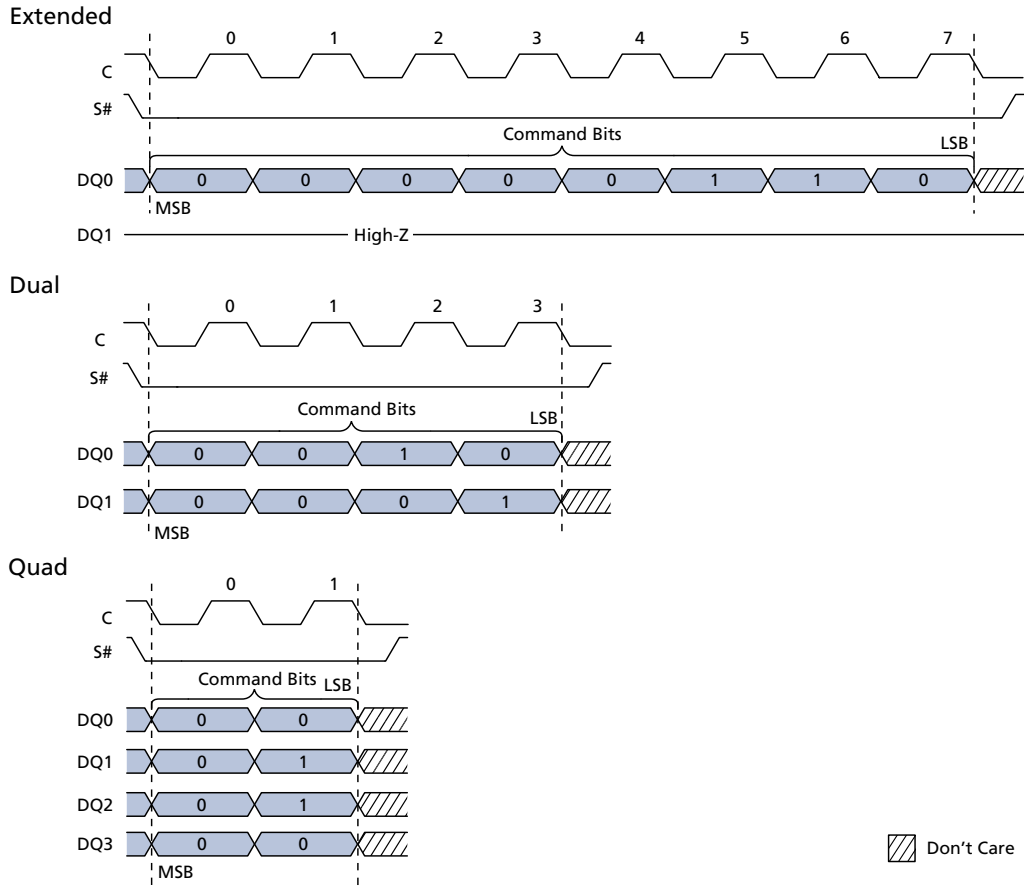 Extended
0 1 2 3 4 5 6 7
C
S#
Command Bits
LSB
DQ0 0 0 0 0 0 1 1 0
MSB
DQ1 High-Z
Dual
0 1 2 3
C
S#
Command Bits
LSB
DQ0 0 0 1 0
DQ1 0 0 0 1
MSB
Quad
0 1
C
S#
Command Bits LSB
DQ0 0 0
DQ1 0 1
DQ2 0 1
DQ3 0 0
MSB
Don't Care